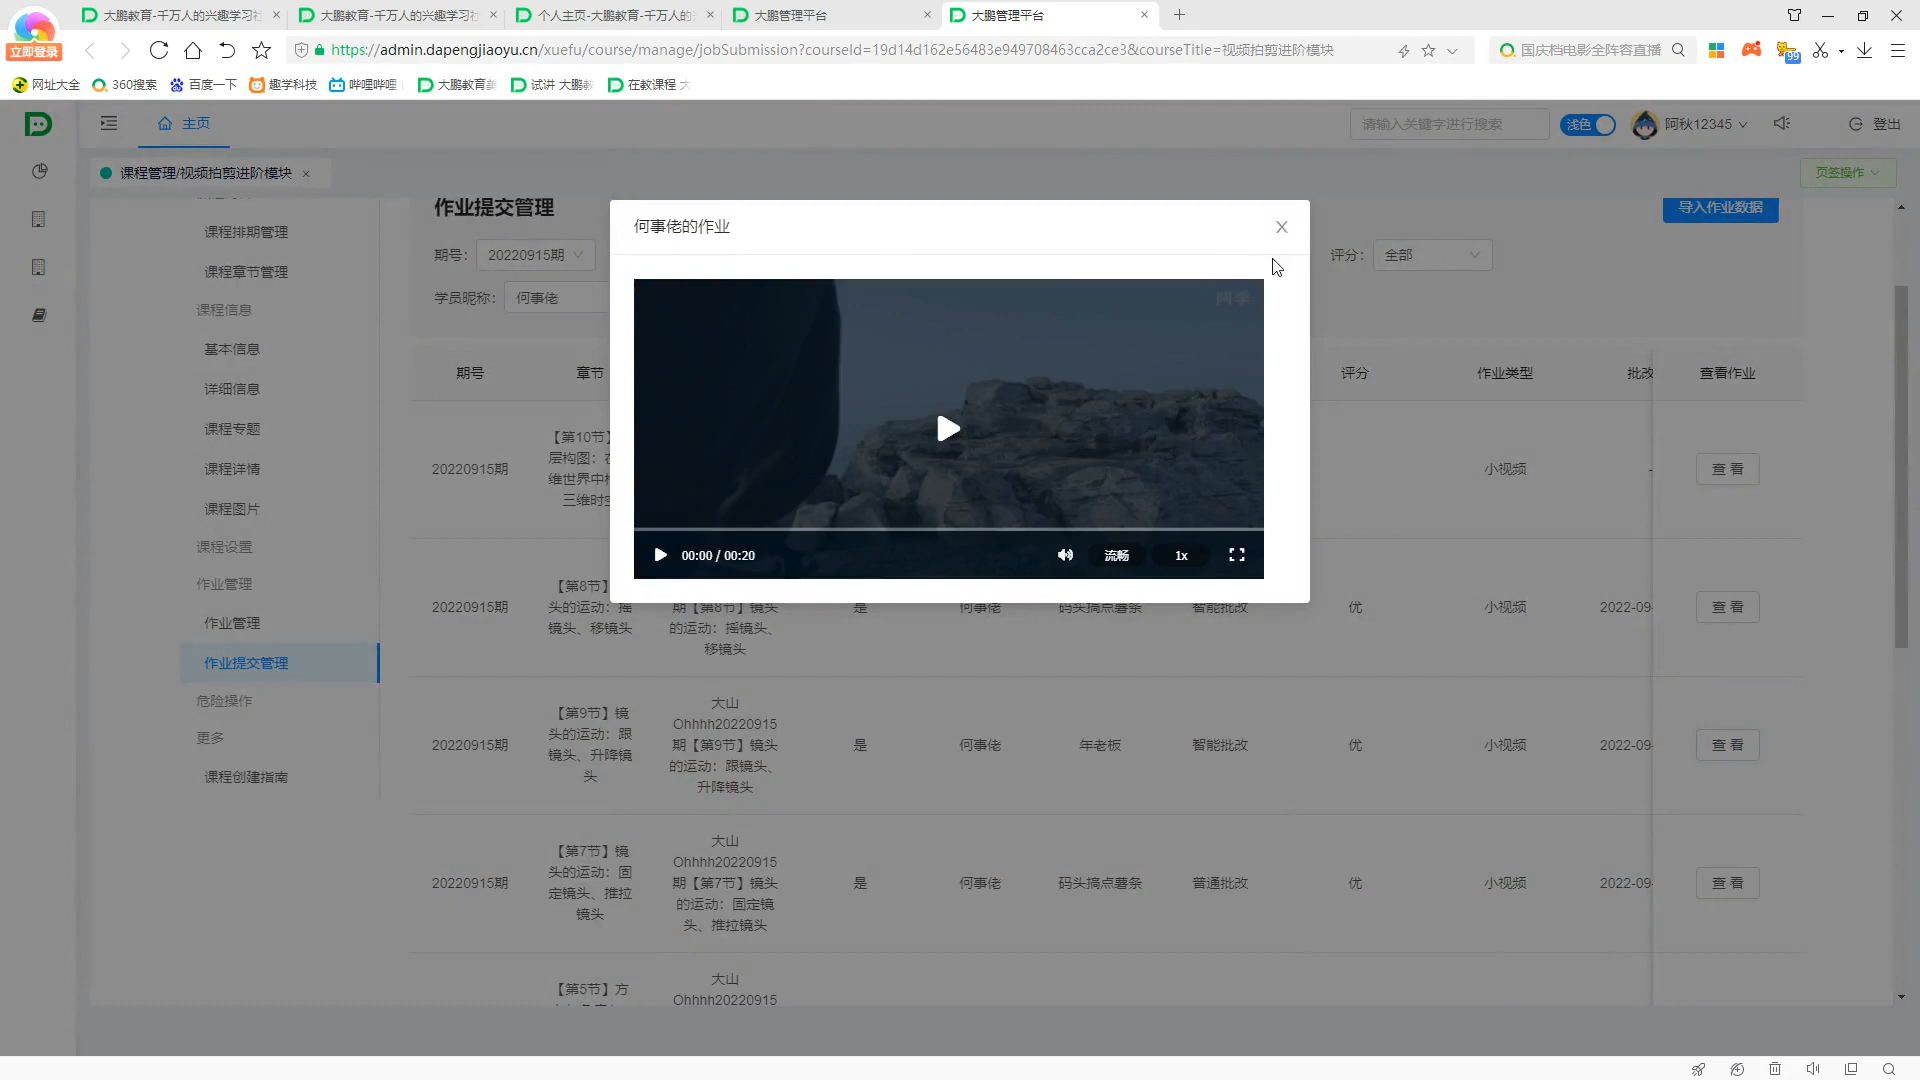 大鹏教育-千万人的兴趣学习社
大鹏教育-千万人的兴趣学习社
个人主页-大鹏教育-千万人的
大鹏管理平台
大鹏管理平台
立即登录
https://admin.dapengjiaoyu.cn/xuefu/course/manage/jobSubmission?courseId=19d14d162e56483e949708463cca2ce3&courseTitle=视频拍剪进阶模块
国庆档电影全阵容直播
99
网址大全
360搜索
百度一下
趣学科技
哔哩哔哩
大鹏教育
试讲 大鹏
在教课程 大
主页
请输入关键字进行搜索
浅色
阿秋12345
登出
课程管理/视频拍剪进阶模块
页签操作
课程排期管理
课程章节管理
课程信息
基本信息
详细信息
课程专题
课程详情
课程图片
课程设置
作业管理
作业管理
作业提交管理
危险操作
更多
课程创建指南
作业提交管理
导入作业数据
期号：
20220915期
评分：
全部
学员昵称：
何事佬
何事佬的作业
00:00 / 00:20
流畅
1x
期号
章节
评分
作业类型
批改
查看作业
20220915期
【第10节】
层构图：在
维世界中构
三维时空
小视频
-
查 看
20220915期
【第8节】镜
头的运动：摇
镜头、移镜头
期【第8节】镜头
的运动：摇镜头、
移镜头
是
何事佬
码头搞点薯条
智能批改
优
小视频
2022-09-
查 看
20220915期
【第9节】镜
头的运动：跟
镜头、升降镜
头
大山
Ohhhh20220915
期【第9节】镜头
的运动：跟镜头、
升降镜头
是
何事佬
年老板
智能批改
优
小视频
2022-09-
查 看
20220915期
【第7节】镜
头的运动：固
定镜头、推拉
镜头
大山
Ohhhh20220915
期【第7节】镜头
的运动：固定镜
头、推拉镜头
是
何事佬
码头搞点薯条
普通批改
优
小视频
2022-09-
查 看
【第5节】方
大山
Ohhhh20220915